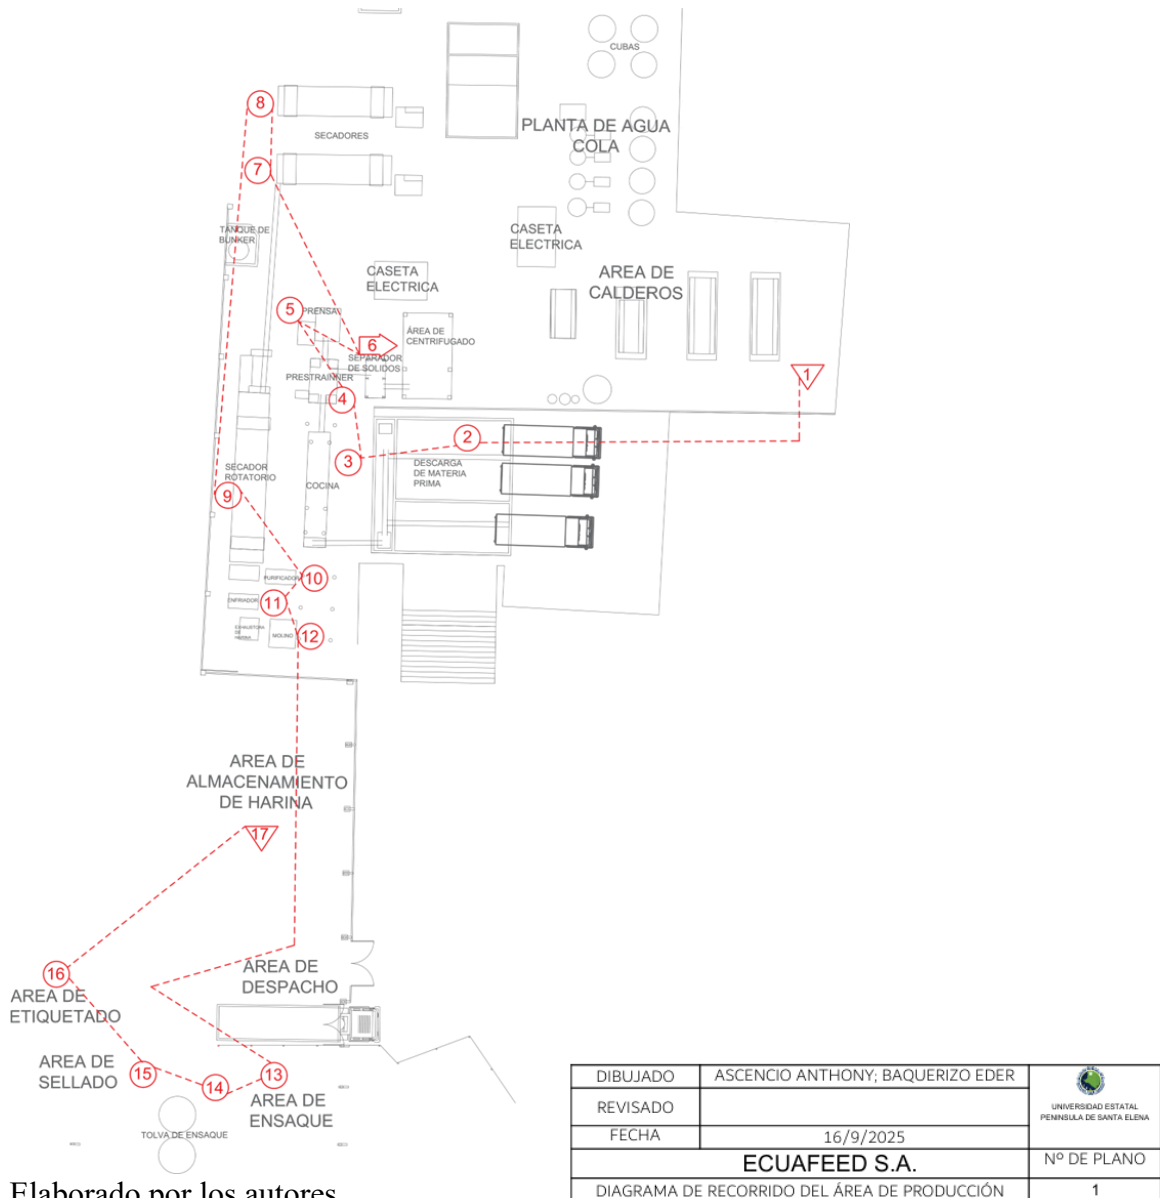 CUBAS
8
SECADORES
PLANTA DE AGUA
COLA
7
TANQUE DE
BUNKER
CASETA
ELECTRICA
CASETA
ELECTRICA
AREA DE
CALDEROS
5
PRENSA
6
ÁREA DE
CENTRIFUGADO
SEPARADOR
DE SOLIDOS
PRESTRAINNER
1
4
2
3
DESCARGA
DE MATERIA
PRIMA
SECADOR
ROTATORIO
COCINA
9
PURIFICADOR
10
ENFRIADOR
11
EXHAUSTORA
DE
HARINA
MOLINO
12
AREA DE
ALMACENAMIENTO
DE HARINA
17
16
AREA DE
ETIQUETADO
AREA DE
DESPACHO
AREA DE
SELLADO
15
14
13
AREA DE
ENSAQUE
TOLVA DE ENSAQUE
DIBUJADO
ASCENCIO ANTHONY; BAQUERIZO EDER
UNIVERSIDAD ESTATAL
PENINSULA DE SANTA ELENA
REVISADO
FECHA
16/9/2025
ECUAFEED S.A.
Nº DE PLANO
DIAGRAMA DE RECORRIDO DEL ÁREA DE PRODUCCIÓN
1
Elaborado por los autores